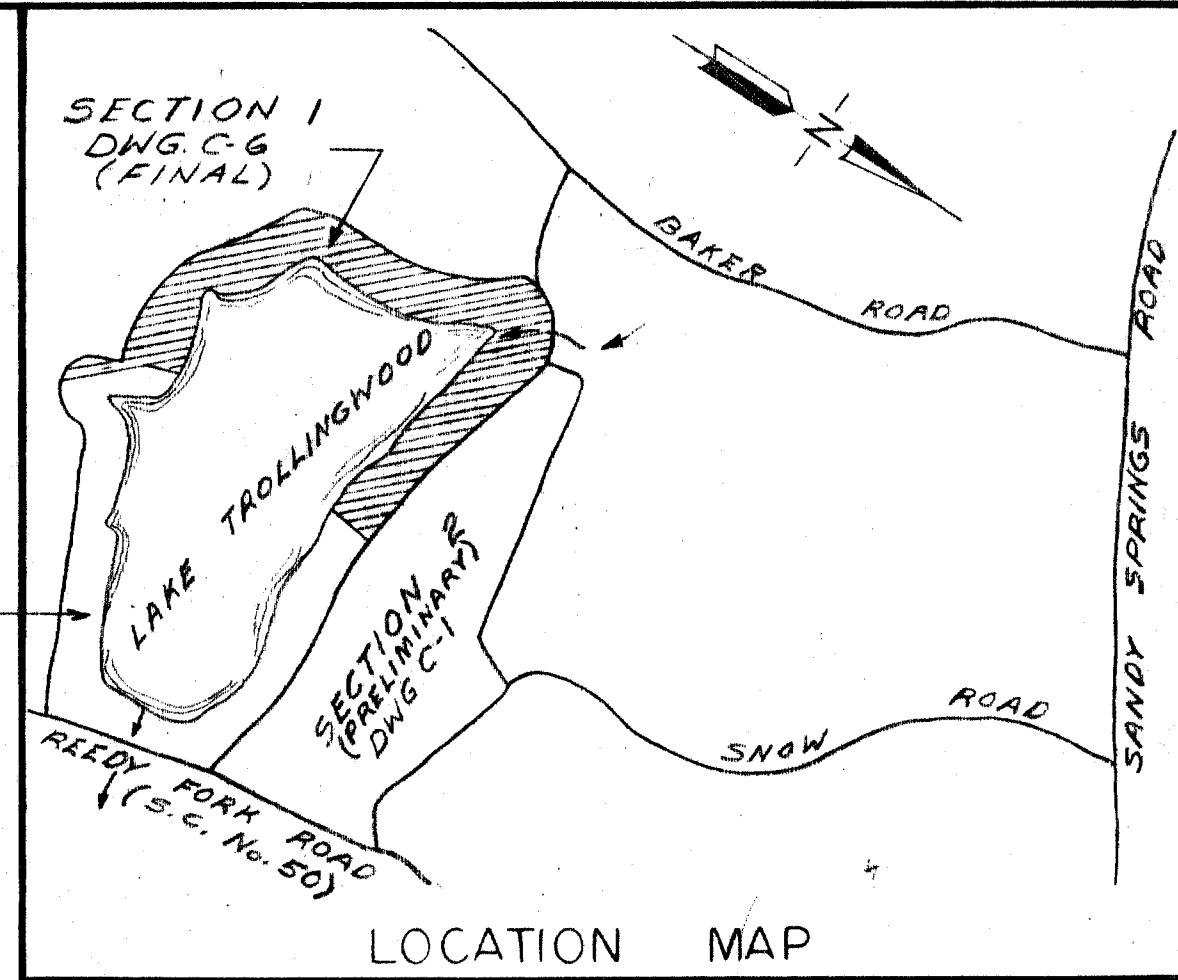 SECTION 1
DWG. C-6
(FINAL)
N
BAKER ROAD
SANDY SPRINGS ROAD
LAKE TROLLINGWOOD
SECTION 2
(PRELIMINARY)
DWG C-1
SNOW ROAD
REEDY FORK ROAD
(S.C. No. 50)
LOCATION MAP